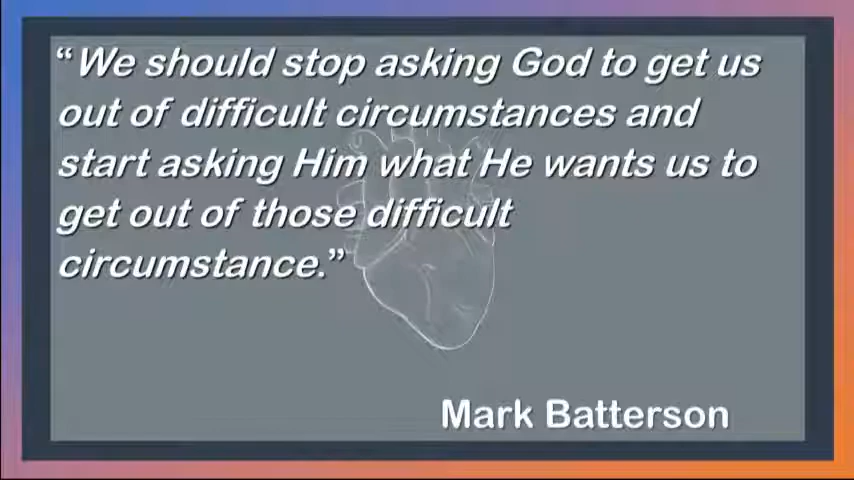 “We should stop asking God to get us
out of difficult circumstances and
start asking Him what He wants us to
get out of those difficult
circumstance.”
Mark Batterson